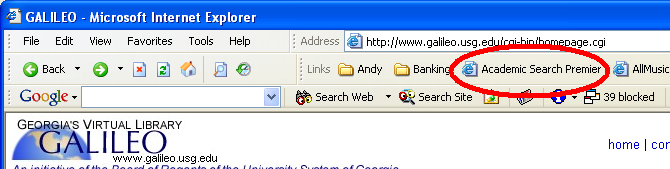 GALILEO - Microsoft Internet Explorer
File Edit View Favorites Tools Help Address http://www.galileo.usg.edu/cgi-bin/homepage.cgi
Back Links Andy Banking Academic Search Premier AllMusic
Google Search Web Search Site 39 blocked
GEORGIA'S VIRTUAL LIBRARY
GALILEO
home |
www.galileo.usg.edu
An initiative of the Board of Regents of the University System of Georgia